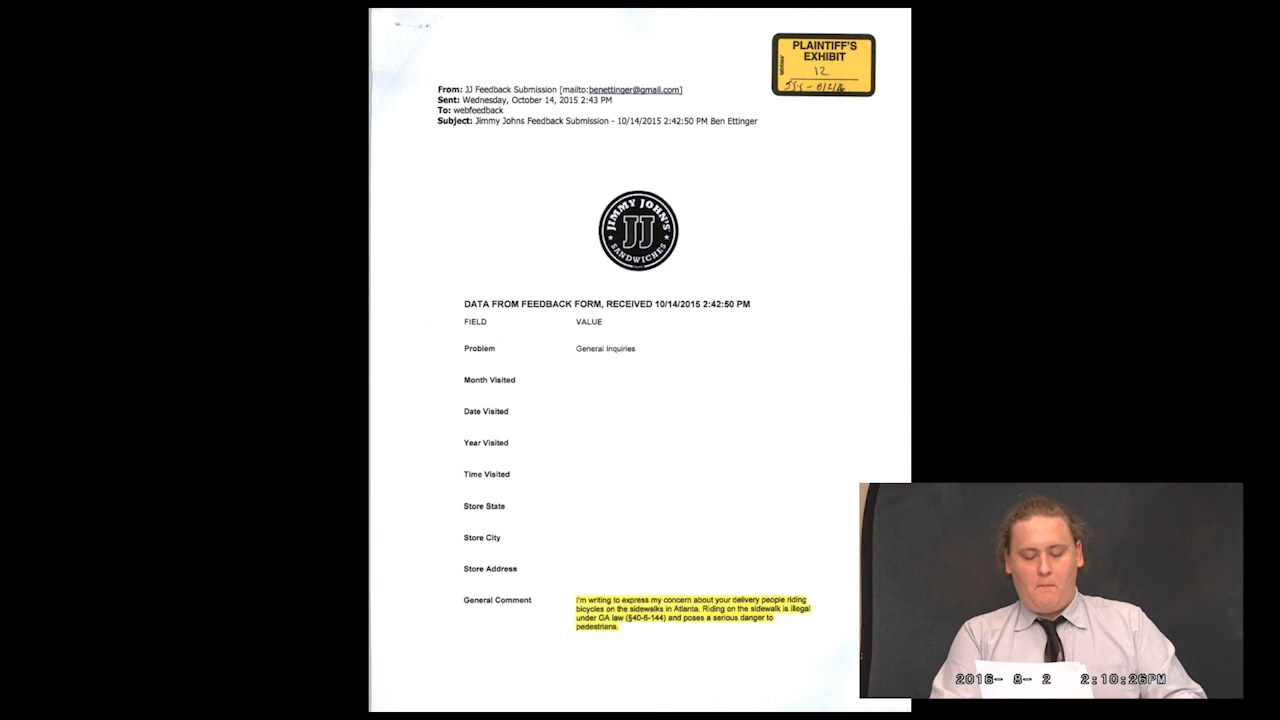 PLAINTIFF'S
EXHIBIT
12
From: JJ Feedback Submission [mailto:benettinger@gmail.com]
Sent: Wednesday, October 14, 2015 2:43 PM
To: webfeedback
Subject: Jimmy Johns Feedback Submission - 10/14/2015 2:42:50 PM Ben Ettinger
JIMMY JOHN'S
JJ
SANDWICHES
DATA FROM FEEDBACK FORM, RECEIVED 10/14/2015 2:42:50 PM
FIELD VALUE
Problem General Inquiries
Month Visited
Date Visited
Year Visited
Time Visited
Store State
Store City
Store Address
General Comment I'm writing to express my concern about your delivery people riding
bicycles on the sidewalks in Atlanta. Riding on the sidewalk is illegal
under GA law (§40-6-144) and poses a serious danger to
pedestrians.
2016- 8- 2 2:10:26PM